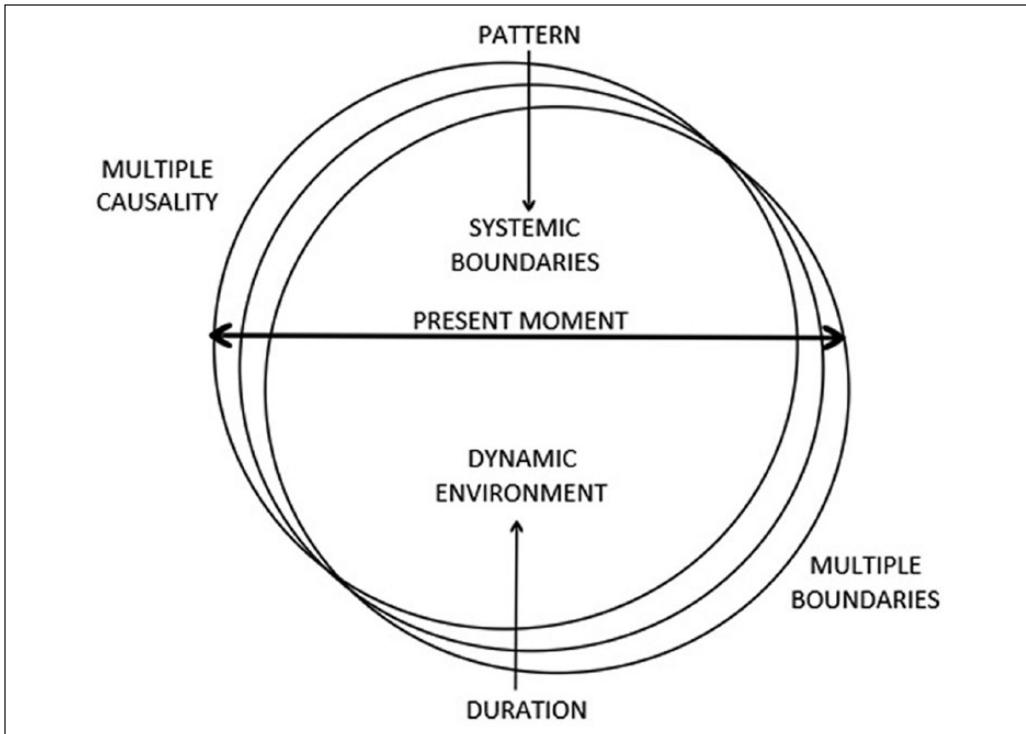 PATTERN
MULTIPLE
CAUSALITY
SYSTEMIC
BOUNDARIES
PRESENT MOMENT
DYNAMIC
ENVIRONMENT
MULTIPLE
BOUNDARIES
DURATION